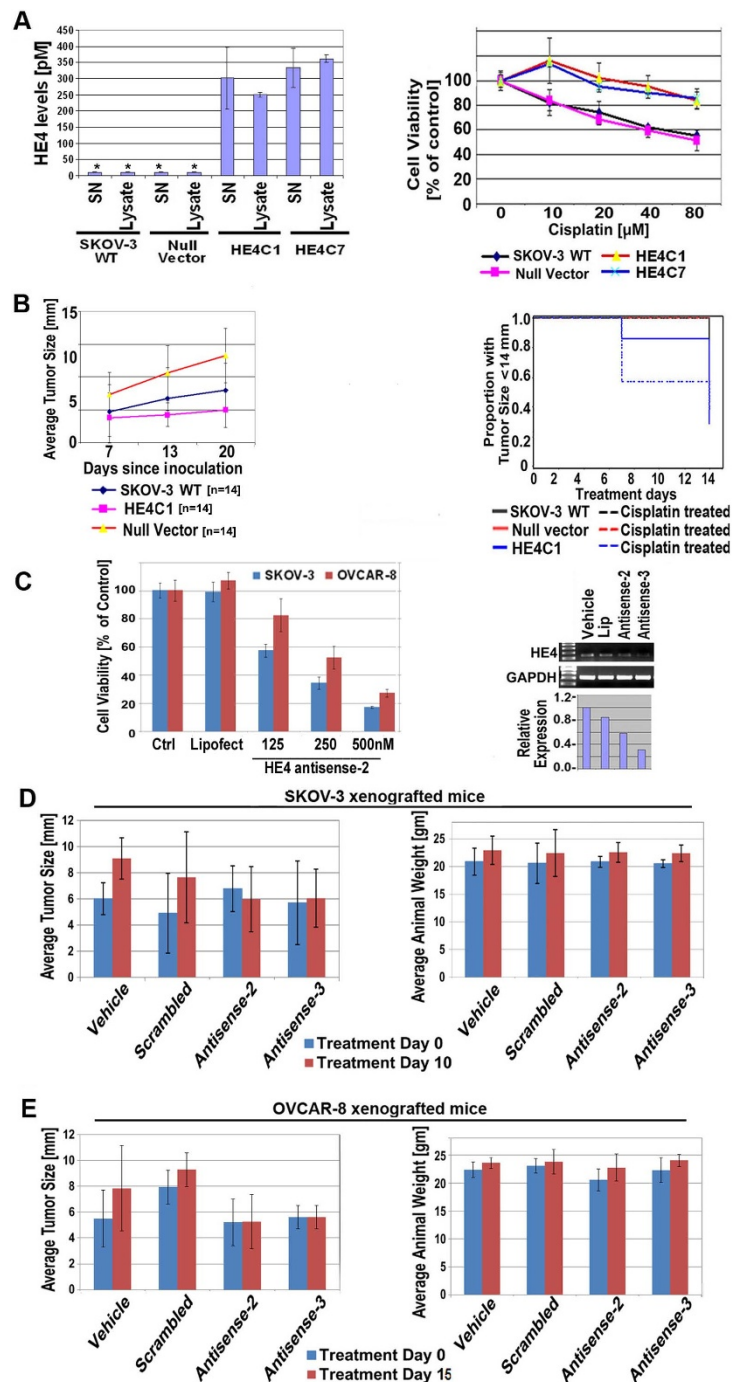 A
HE4 levels [pM]
450
400
350
300
250
200
150
100
50
0
* * * *
SN
Lysate
SN
Lysate
SN
Lysate
SN
Lysate
SKOV-3 WT
Null Vector
HE4C1
HE4C7
Cell Viability
[% of control]
100
80
60
40
80
100
0 10 20 40 80
Cisplatin [µM]
SKOV-3 WT
HE4C1
Null Vector
HE4C7
B
Average Tumor Size [mm]
15
10
5
0
7 13 20
Days since inoculation
SKOV-3 WT [n=14]
HE4C1 [n=14]
Null Vector [n=14]
Proportion with
Tumor Size <14 mm
1.0
0.8
0.6
0.4
0.2
1.0
0 2 4 6 8 10 12 14
Treatment days
SKOV-3 WT
Cisplatin treated
Null vector
Cisplatin treated
HE4C1
Cisplatin treated
C
Cell Viability [% of Control]
120
100
80
60
40
20
0
SKOV-3 OVCAR-8
Ctrl Lipofect 125 250 500nM
HE4 antisense-2
Vehicle
Lip
Antisense-2
Antisense-3
HE4
GAPDH
Relative
Expression
1.2
0.8
0.4
0.0
D
SKOV-3 xenografted mice
Average Tumor Size [mm]
12
10
8
6
4
2
0
Vehicle
Scrambled
Antisense-2
Antisense-3
Average Animal Weight [gm]
25
20
15
10
5
0
Vehicle
Scrambled
Antisense-2
Antisense-3
Treatment Day 0
Treatment Day 10
E
OVCAR-8 xenografted mice
Average Tumor Size [mm]
12
10
8
6
4
2
0
Vehicle
Scrambled
Antisense-2
Antisense-3
Average Animal Weight [gm]
25
20
15
10
5
0
Vehicle
Scrambled
Antisense-2
Antisense-3
Treatment Day 0
Treatment Day 15